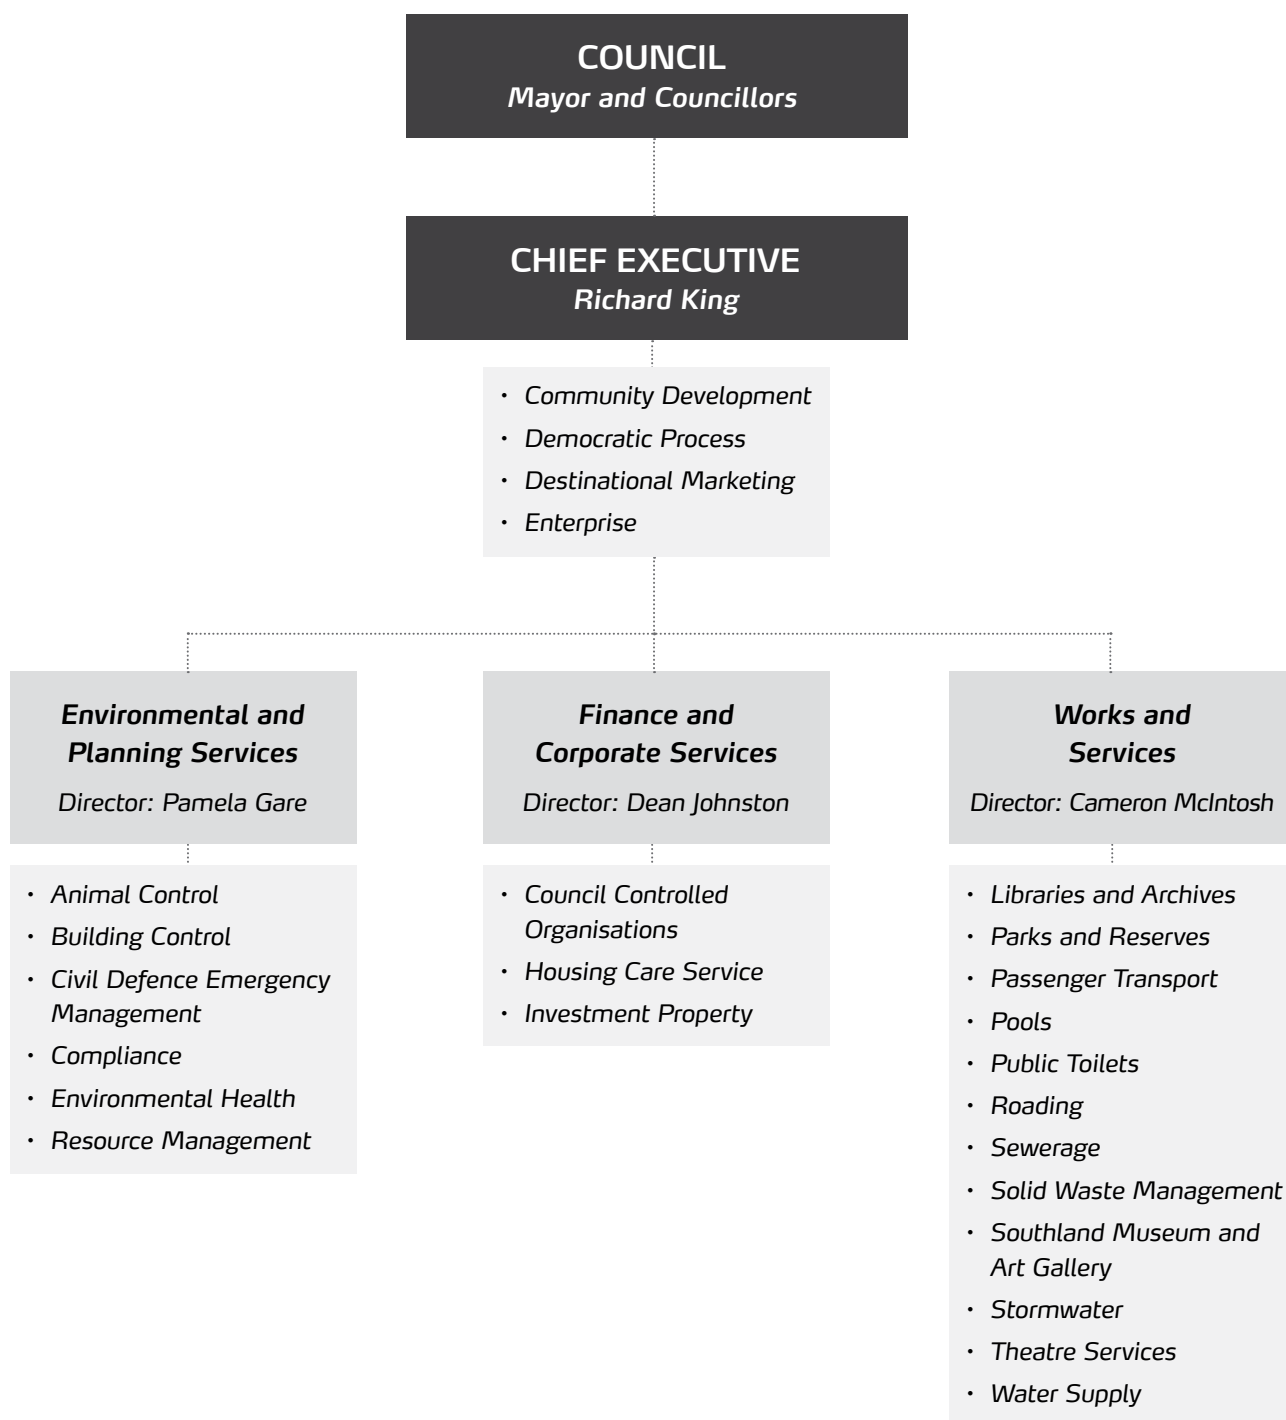 COUNCIL
Mayor and Councillors
CHIEF EXECUTIVE
Richard King
• Community Development
• Democratic Process
• Destinational Marketing
• Enterprise
Environmental and
Planning Services
Director: Pamela Gare
• Animal Control
• Building Control
• Civil Defence Emergency
Management
• Compliance
• Environmental Health
• Resource Management
Finance and
Corporate Services
Director: Dean Johnston
• Council Controlled
Organisations
• Housing Care Service
• Investment Property
Works and
Services
Director: Cameron McIntosh
• Libraries and Archives
• Parks and Reserves
• Passenger Transport
• Pools
• Public Toilets
• Roading
• Sewerage
• Solid Waste Management
• Southland Museum and
Art Gallery
• Stormwater
• Theatre Services
• Water Supply